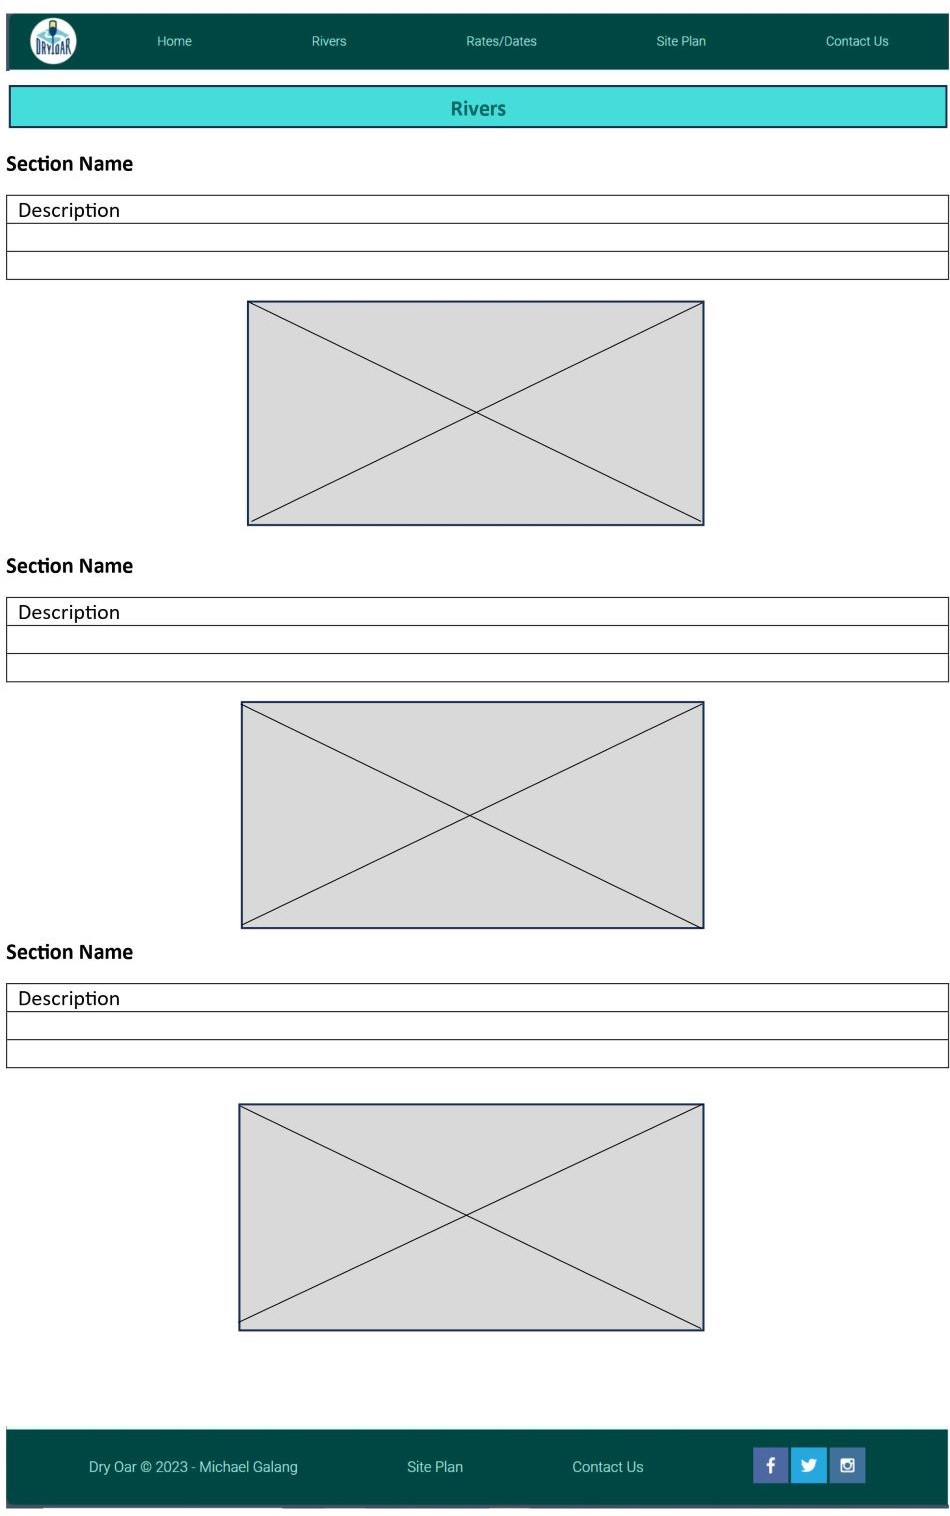 DRY OAR
Home Rivers Rates/Dates Site Plan Contact Us
Rivers
Section Name
Description
Section Name
Description
Section Name
Description
Dry Oar © 2023 - Michael Galang Site Plan Contact Us